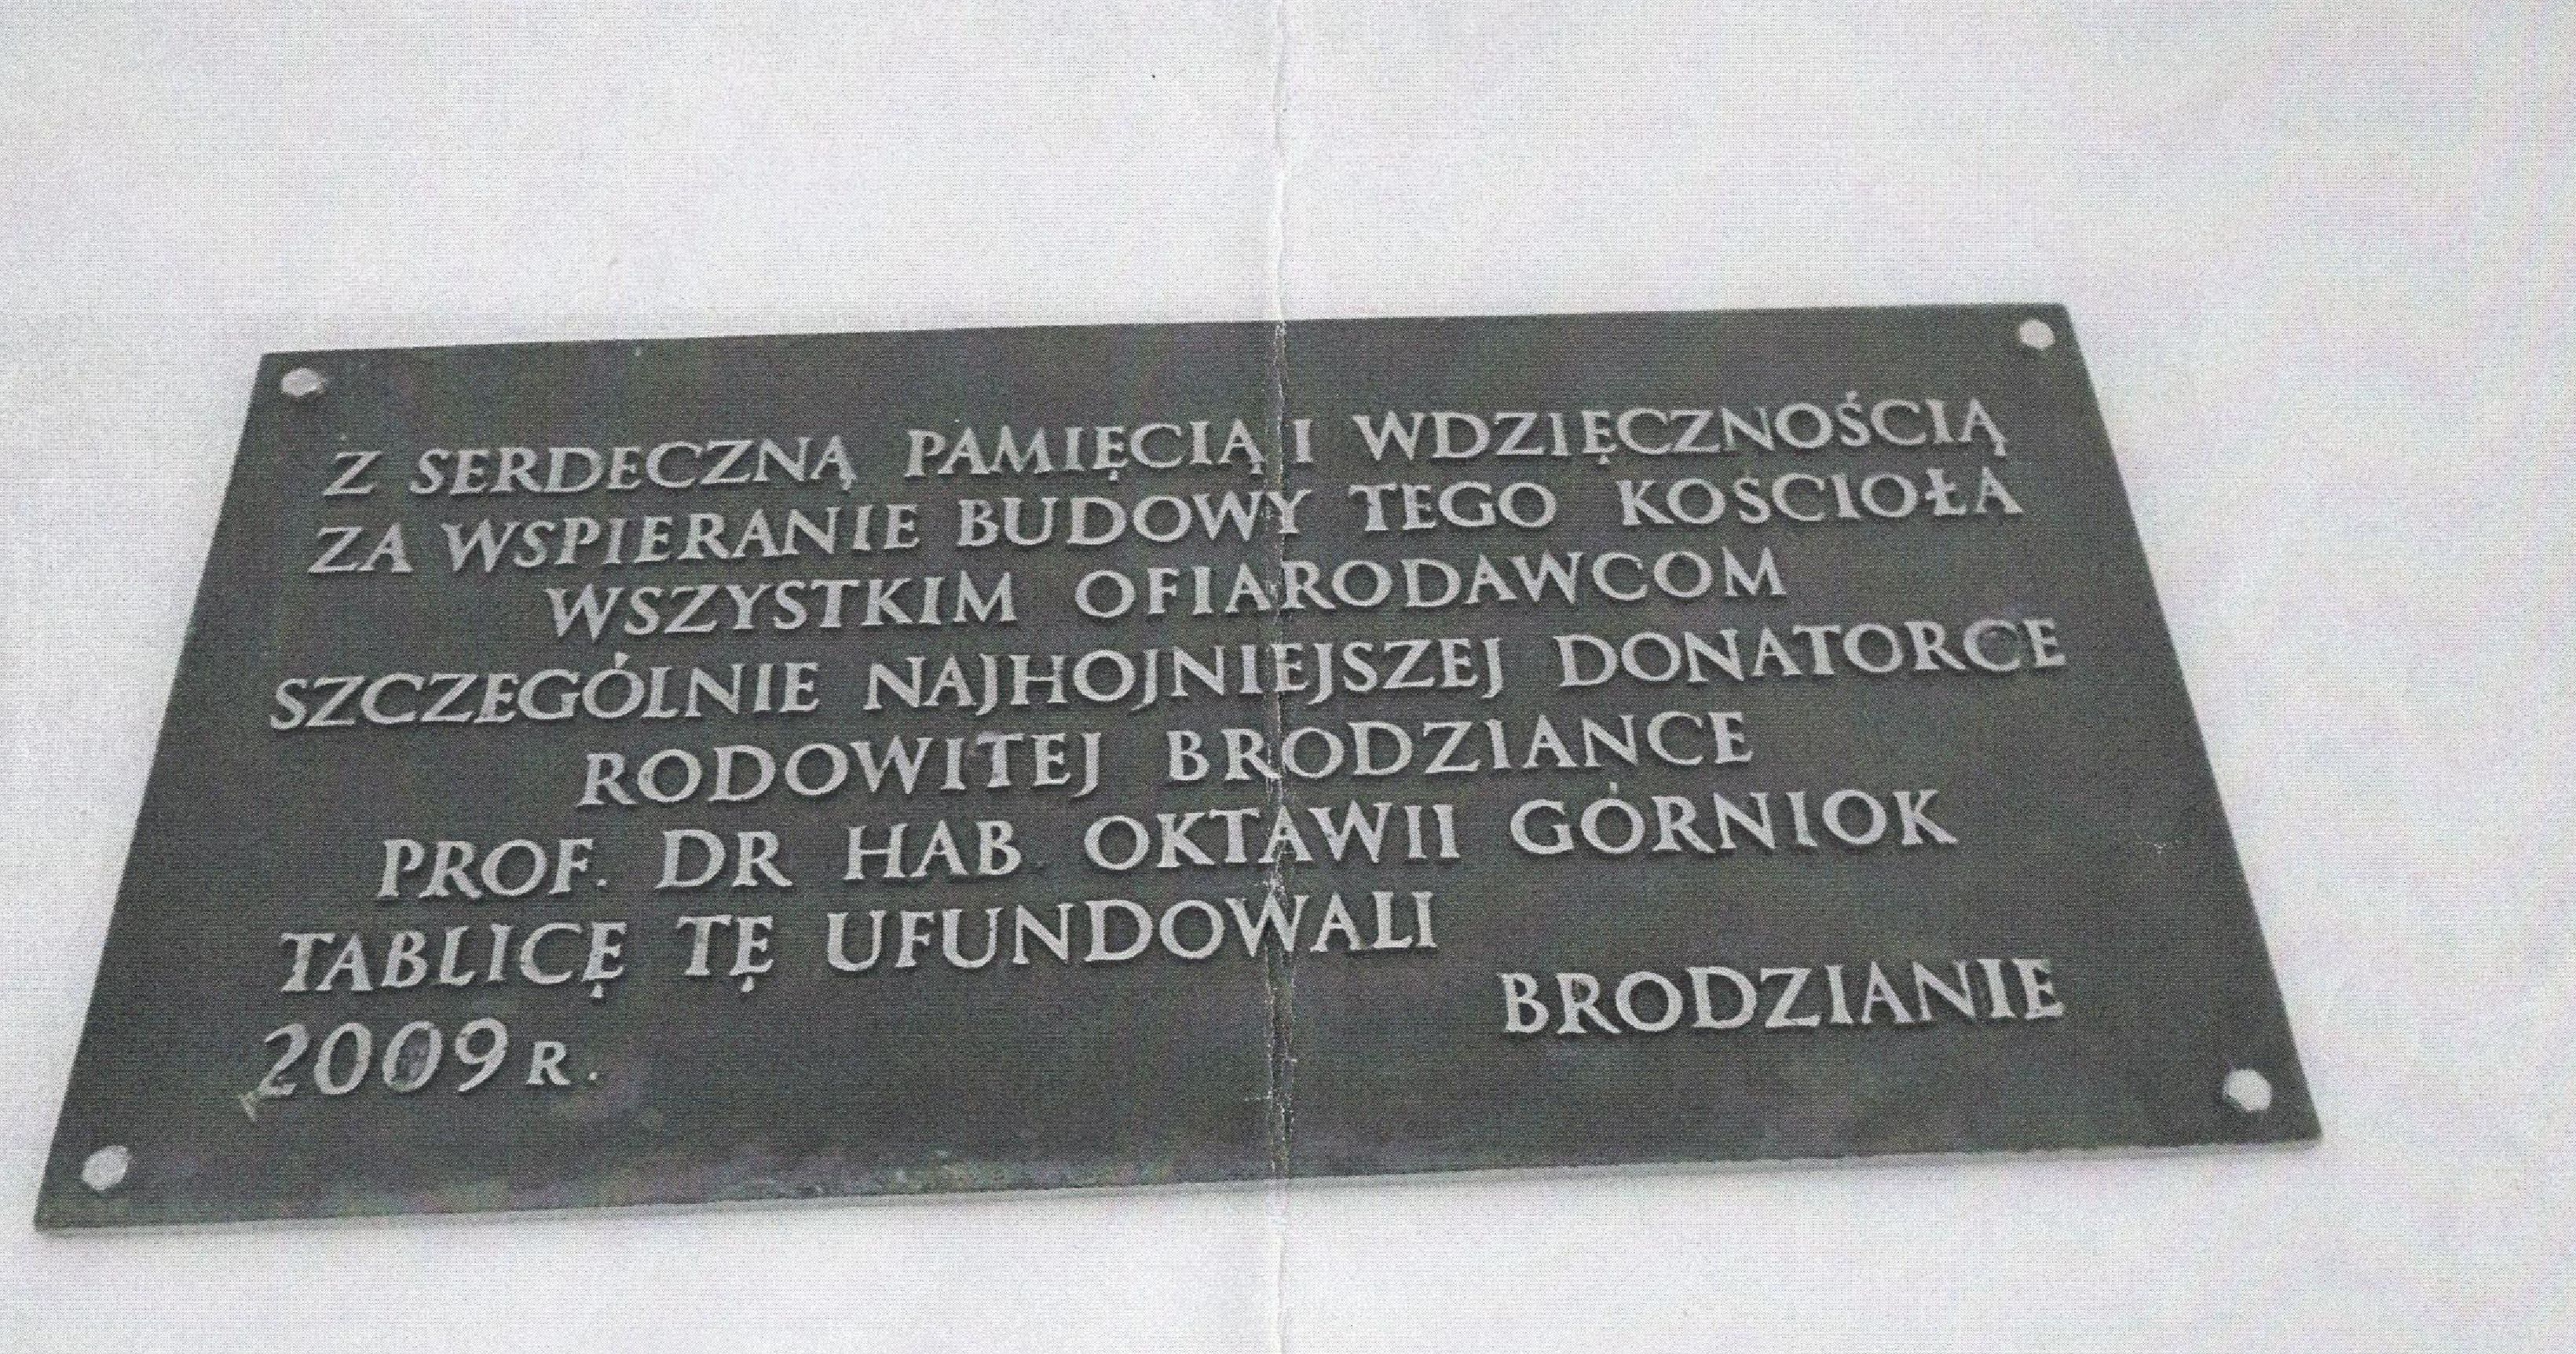 Z SERDECZNĄ PAMIĘCIĄ I WDZIĘCZNOŚCIĄ
ZA WSPIERANIE BUDOWY TEGO KOŚCIOŁA
WSZYSTKIM OFIARODAWCOM
SZCZEGÓLNIE NAJHOJNIEJSZEJ DONATORCE
RODOWITEJ BRODZIANCE
PROF. DR HAB. OKTAWII GÓRNIOK
TABLICĘ TĘ UFUNDOWALI
BRODZIANIE
2009 R.